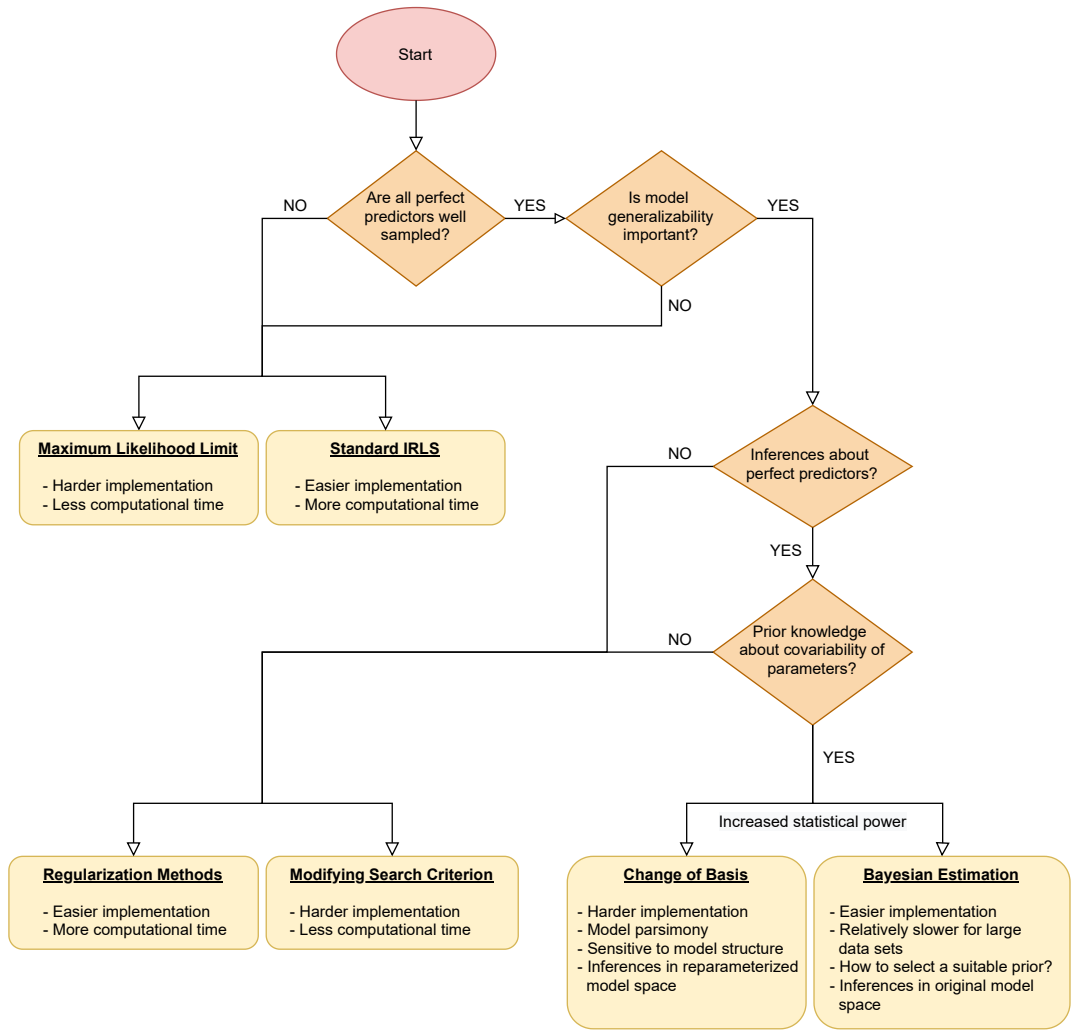 Start
NO
Are all perfect
predictors well
sampled?
YES
Is model
generalizability
important?
YES
NO
Maximum Likelihood Limit
- Harder implementation
- Less computational time
Standard IRLS
- Easier implementation
- More computational time
NO
Inferences about
perfect predictors?
YES
NO
Prior knowledge
about covariability of
parameters?
YES
Increased statistical power
Regularization Methods
- Easier implementation
- More computational time
Modifying Search Criterion
- Harder implementation
- Less computational time
Change of Basis
- Harder implementation
- Model parsimony
- Sensitive to model structure
- Inferences in reparameterized
model space
Bayesian Estimation
- Easier implementation
- Relatively slower for large
data sets
- How to select a suitable prior?
- Inferences in original model
space